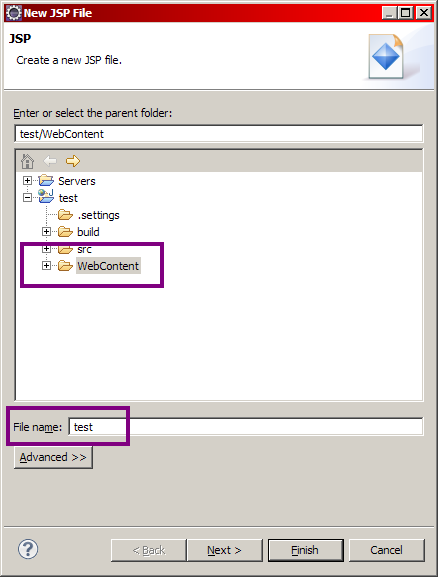 New JSP File
JSP
Create a new JSP file.
Enter or select the parent folder:
test/WebContent
Servers
test
.settings
build
src
WebContent
File name: test
Advanced >>
< Back Next > Finish Cancel